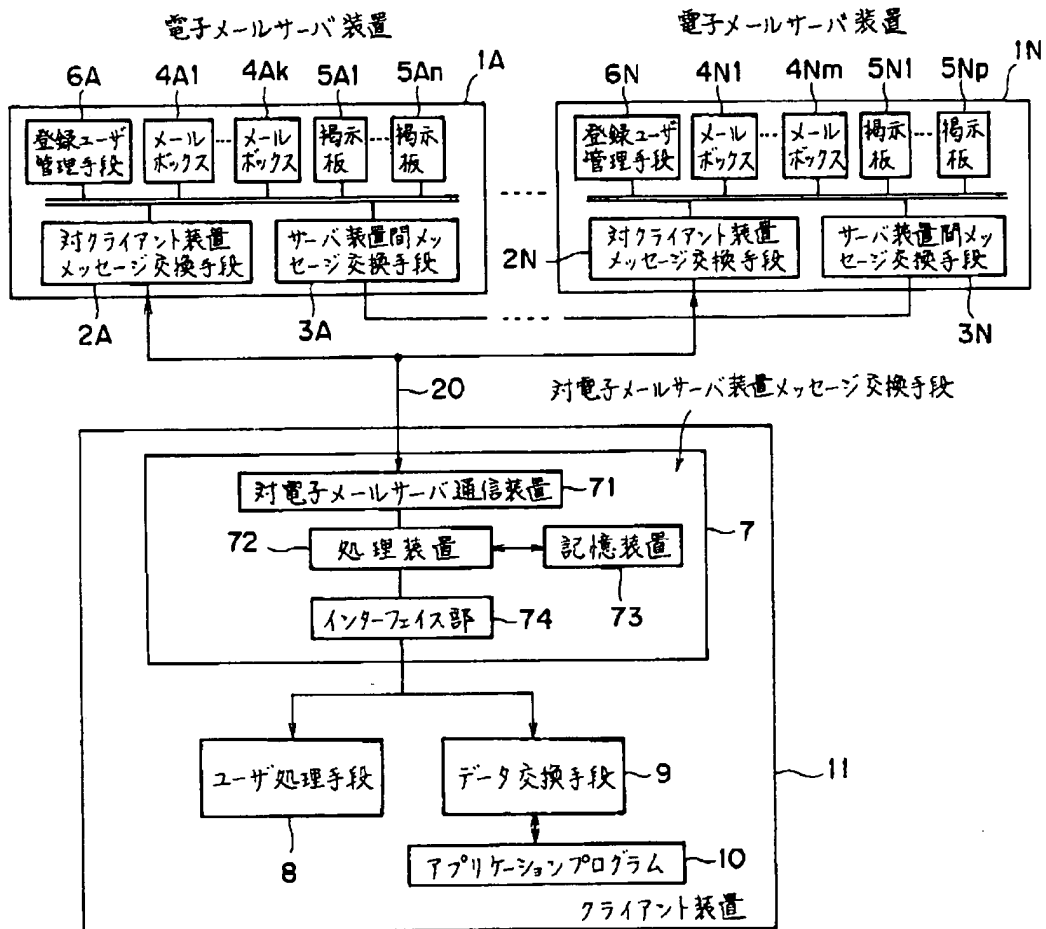 電子メールサーバ装置
電子メールサーバ装置
6A
4A1
4Ak
5A1
5An
1A
6N
4N1
4Nm
5N1
5Np
1N
登録ユーザ
管理手段
メール
ボックス
メール
ボックス
掲示
板
掲示
板
登録ユーザ
管理手段
メール
ボックス
メール
ボックス
掲示
板
掲示
板
対クライアント装置
メッセージ交換手段
サーバ装置間メッ
セージ交換手段
2N
対クライアント装置
メッセージ交換手段
サーバ装置間メッ
セージ交換手段
2A
3A
3N
20
対電子メールサーバ装置メッセージ交換手段
対電子メールサーバ通信装置
71
72
処理装置
記憶装置
7
インターフェイス部
74
73
ユーザ処理手段
データ交換手段
9
11
8
アプリケーションプログラム
10
クライアント装置